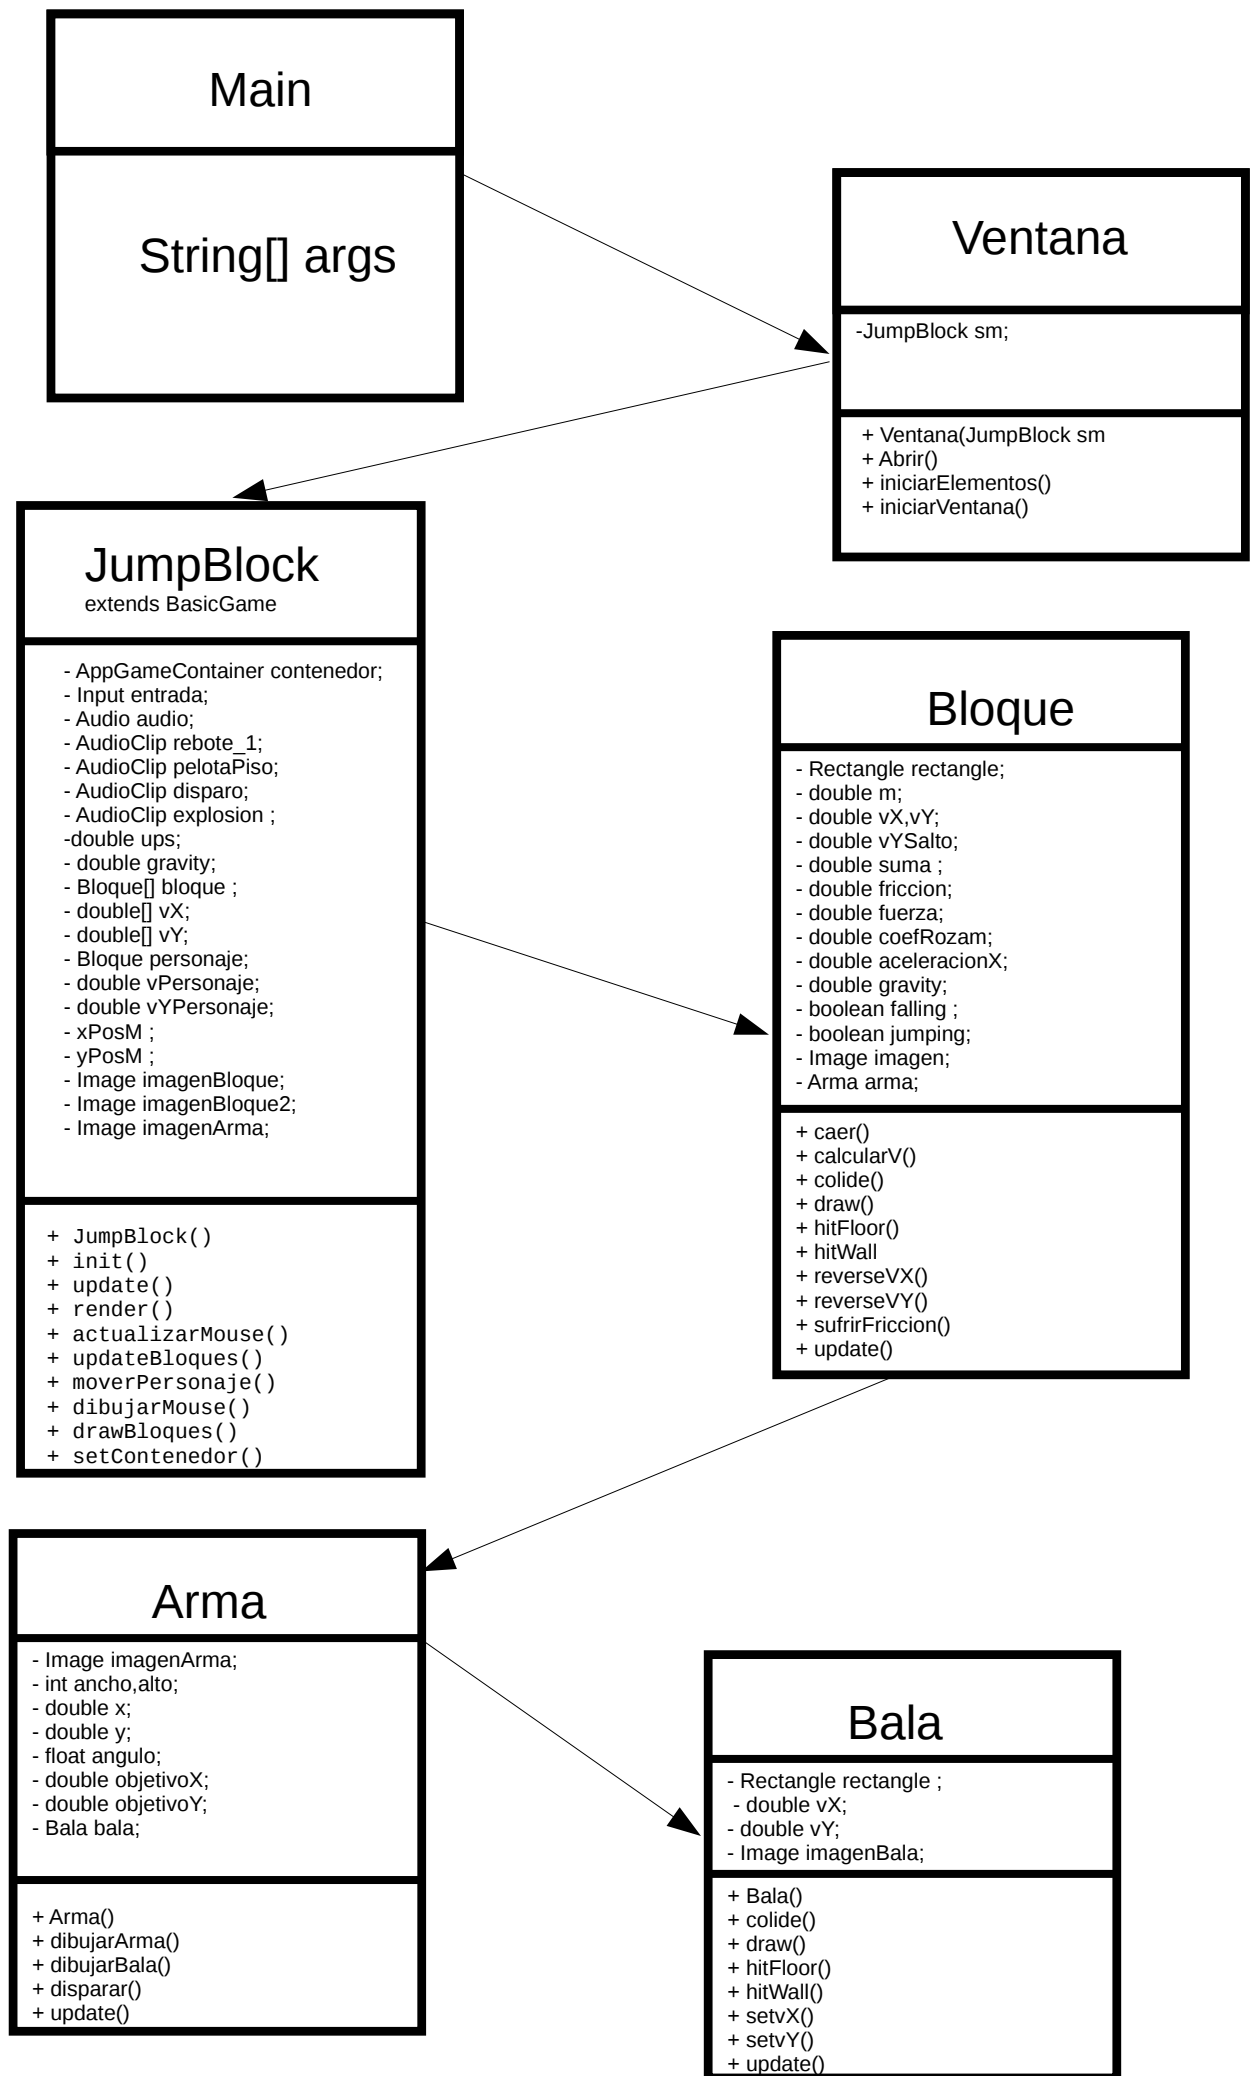 Main
String[] args
Ventana
-JumpBlock sm;
+ Ventana(JumpBlock sm
+ Abrir()
+ iniciarElementos()
+ iniciarVentana()
JumpBlock
extends BasicGame
- AppGameContainer contenedor;
- Input entrada;
- Audio audio;
- AudioClip rebote_1;
- AudioClip pelotaPiso;
- AudioClip disparo;
- AudioClip explosion ;
-double ups;
- double gravity;
- Bloque[] bloque ;
- double[] vX;
- double[] vY;
- Bloque personaje;
- double vPersonaje;
- double vYPersonaje;
- xPosM ;
- yPosM ;
- Image imagenBloque;
- Image imagenBloque2;
- Image imagenArma;
+ JumpBlock()
+ init()
+ update()
+ render()
+ actualizarMouse()
+ updateBloques()
+ moverPersonaje()
+ dibujarMouse()
+ drawBloques()
+ setContenedor()
Bloque
- Rectangle rectangle;
- double m;
- double vX,vY;
- double vYSalto;
- double suma ;
- double friccion;
- double fuerza;
- double coefRozam;
- double aceleracionX;
- double gravity;
- boolean falling ;
- boolean jumping;
- Image imagen;
- Arma arma;
+ caer()
+ calcularV()
+ colide()
+ draw()
+ hitFloor()
+ hitWall
+ reverseVX()
+ reverseVY()
+ sufrirFriccion()
+ update()
Arma
- Image imagenArma;
- int ancho,alto;
- double x;
- double y;
- float angulo;
- double objetivoX;
- double objetivoY;
- Bala bala;
+ Arma()
+ dibujarArma()
+ dibujarBala()
+ disparar()
+ update()
Bala
- Rectangle rectangle ;
- double vX;
- double vY;
- Image imagenBala;
+ Bala()
+ colide()
+ draw()
+ hitFloor()
+ hitWall()
+ setvX()
+ setvY()
+ update()